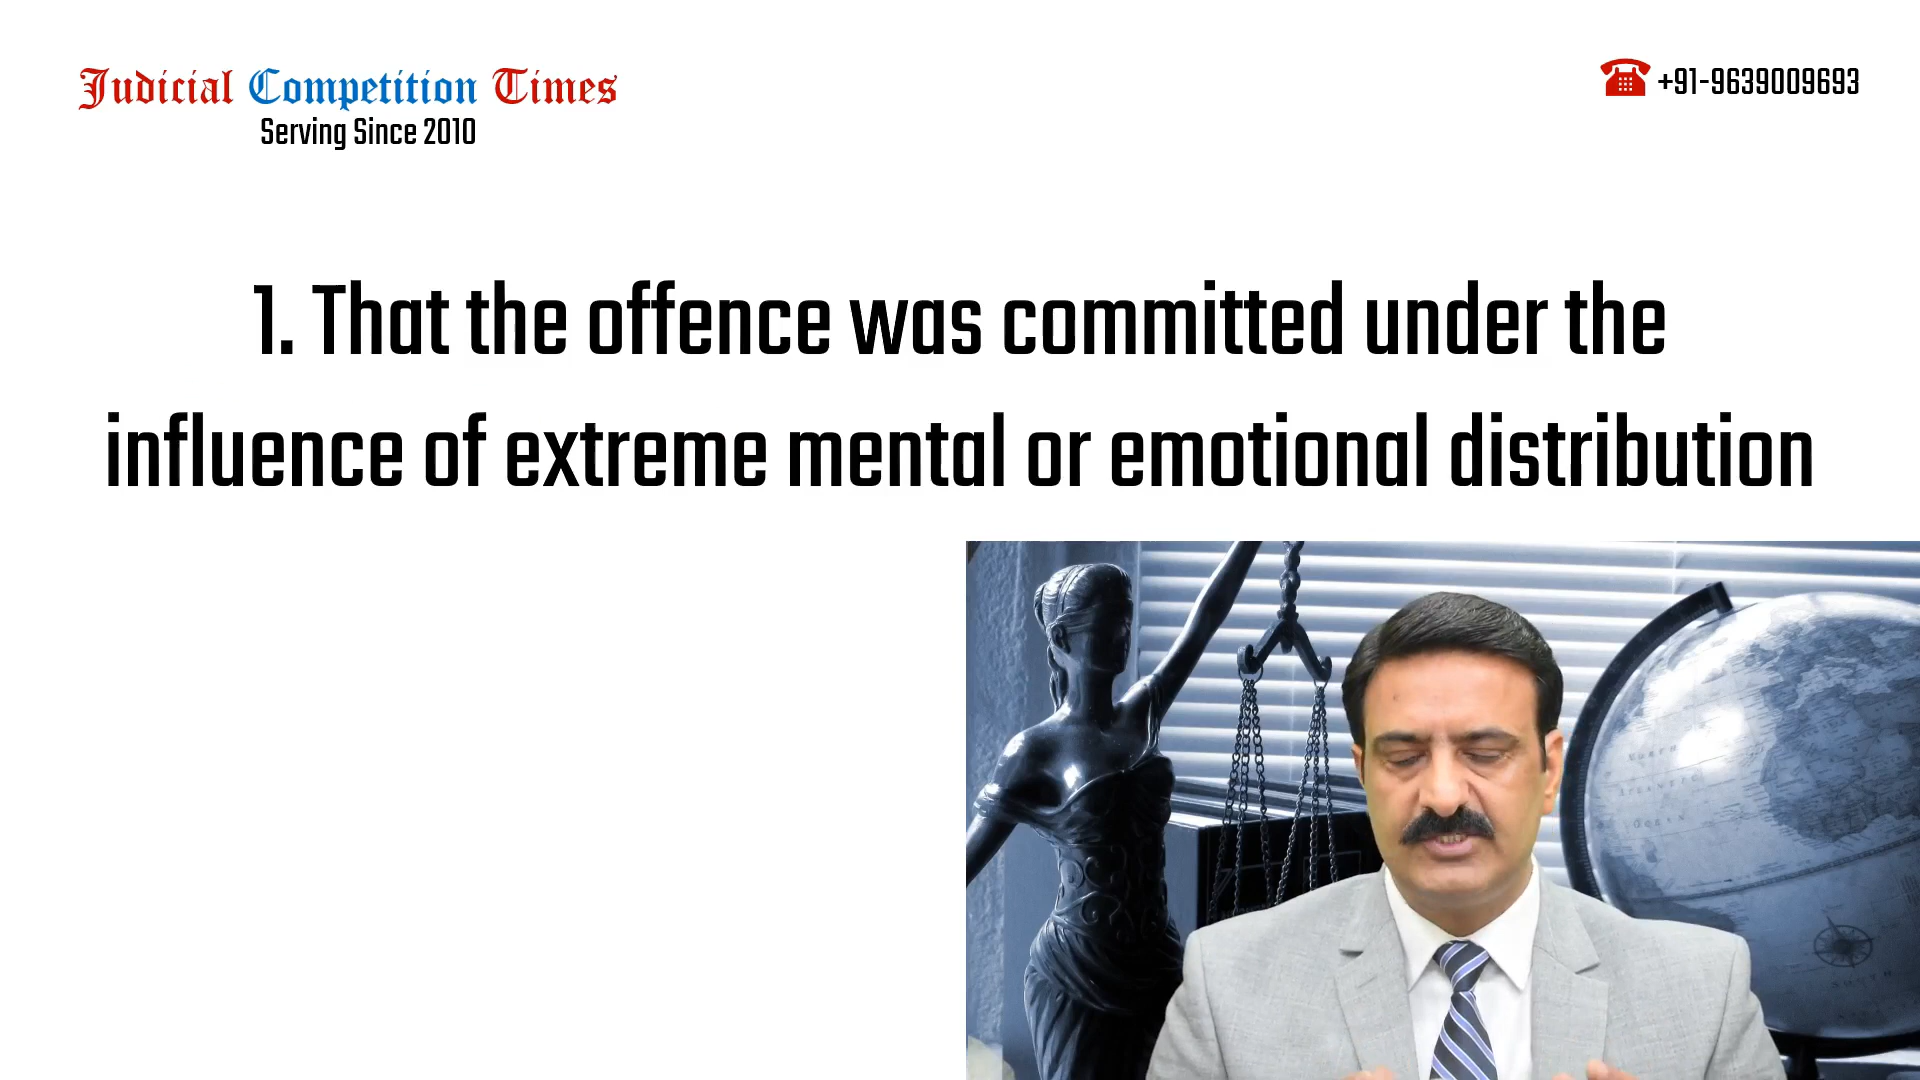 Judicial Competition Times
Serving Since 2010
+91-9639009693
1. That the offence was committed under the
influence of extreme mental or emotional distribution